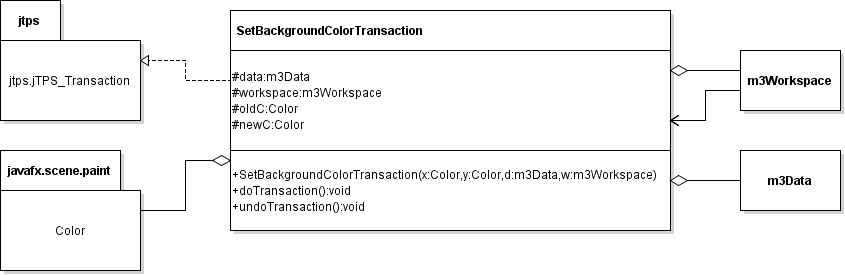 jtps
jtps.jTPS_Transaction
SetBackgroundColorTransaction
#data:m3Data
#workspace:m3Workspace
#oldC:Color
#newC:Color
+SetBackgroundColorTransaction(x:Color,y:Color,d:m3Data,w:m3Workspace)
+doTransaction():void
+undoTransaction():void
m3Workspace
m3Data
javafx.scene.paint
Color